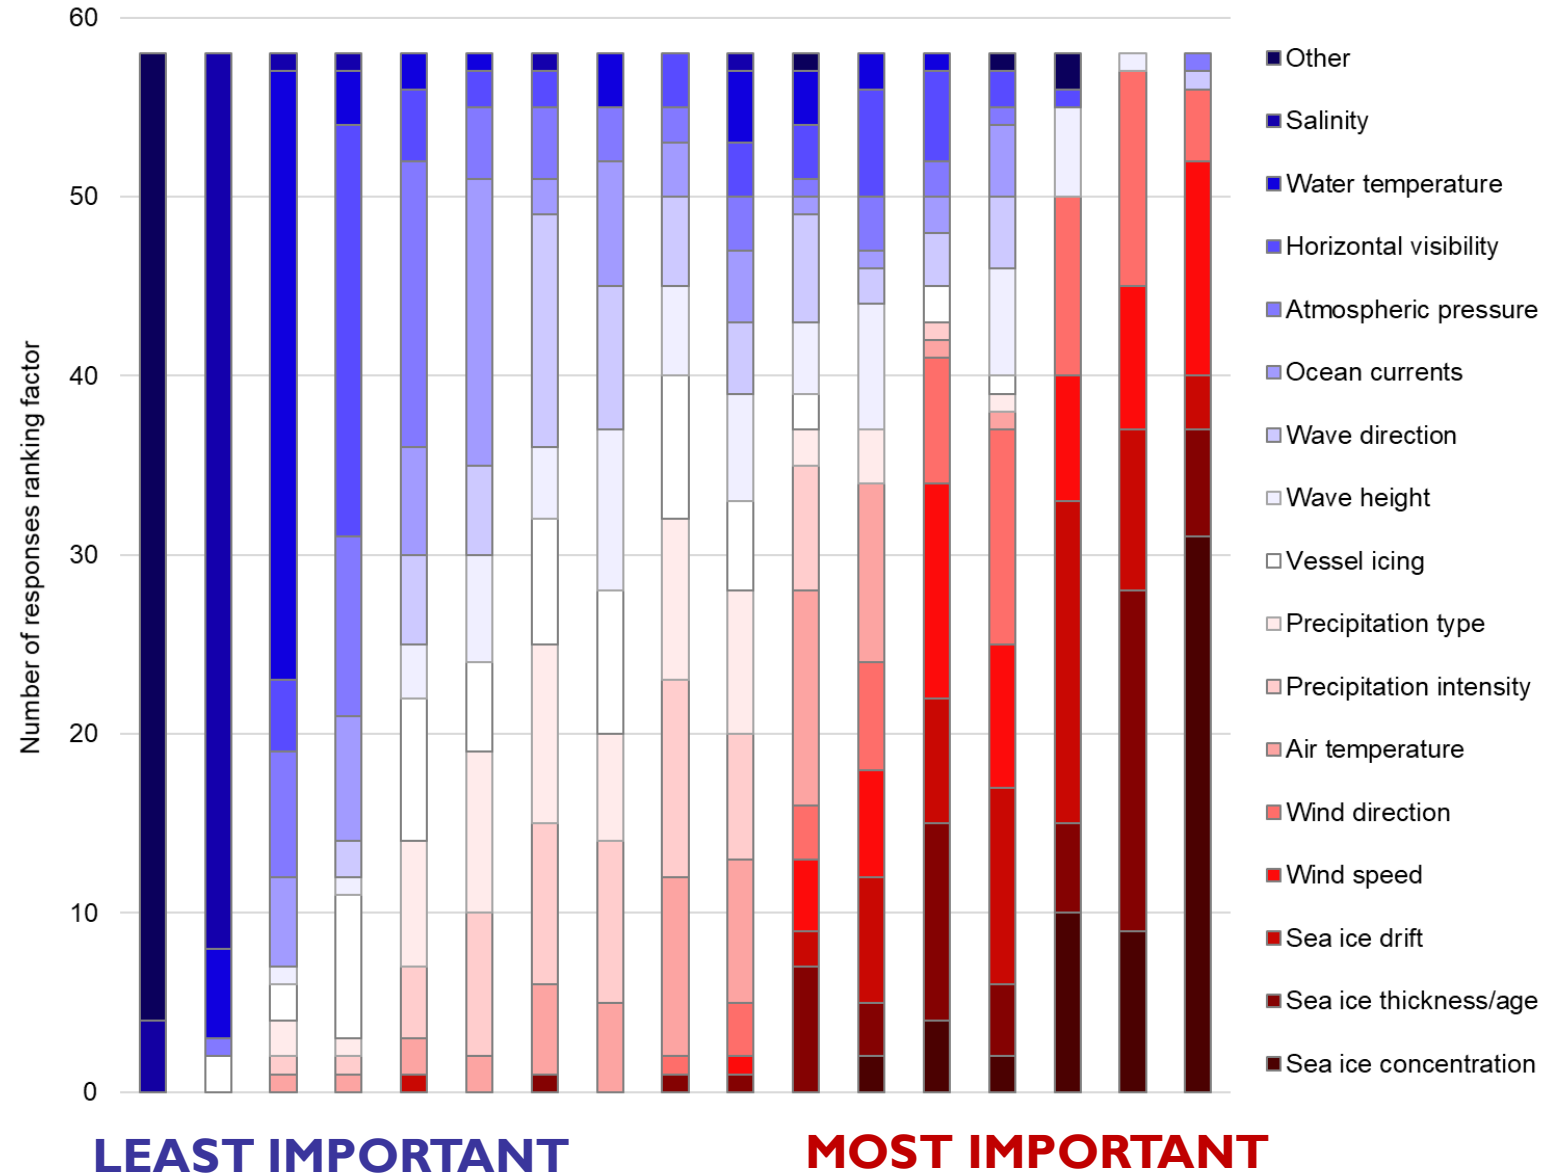 60
50
40
30
20
10
0
Number of responses ranking factor
Other
Salinity
Water temperature
Horizontal visibility
Atmospheric pressure
Ocean currents
Wave direction
Wave height
Vessel icing
Precipitation type
Precipitation intensity
Air temperature
Wind direction
Wind speed
Sea ice drift
Sea ice thickness/age
Sea ice concentration
LEAST IMPORTANT
MOST IMPORTANT